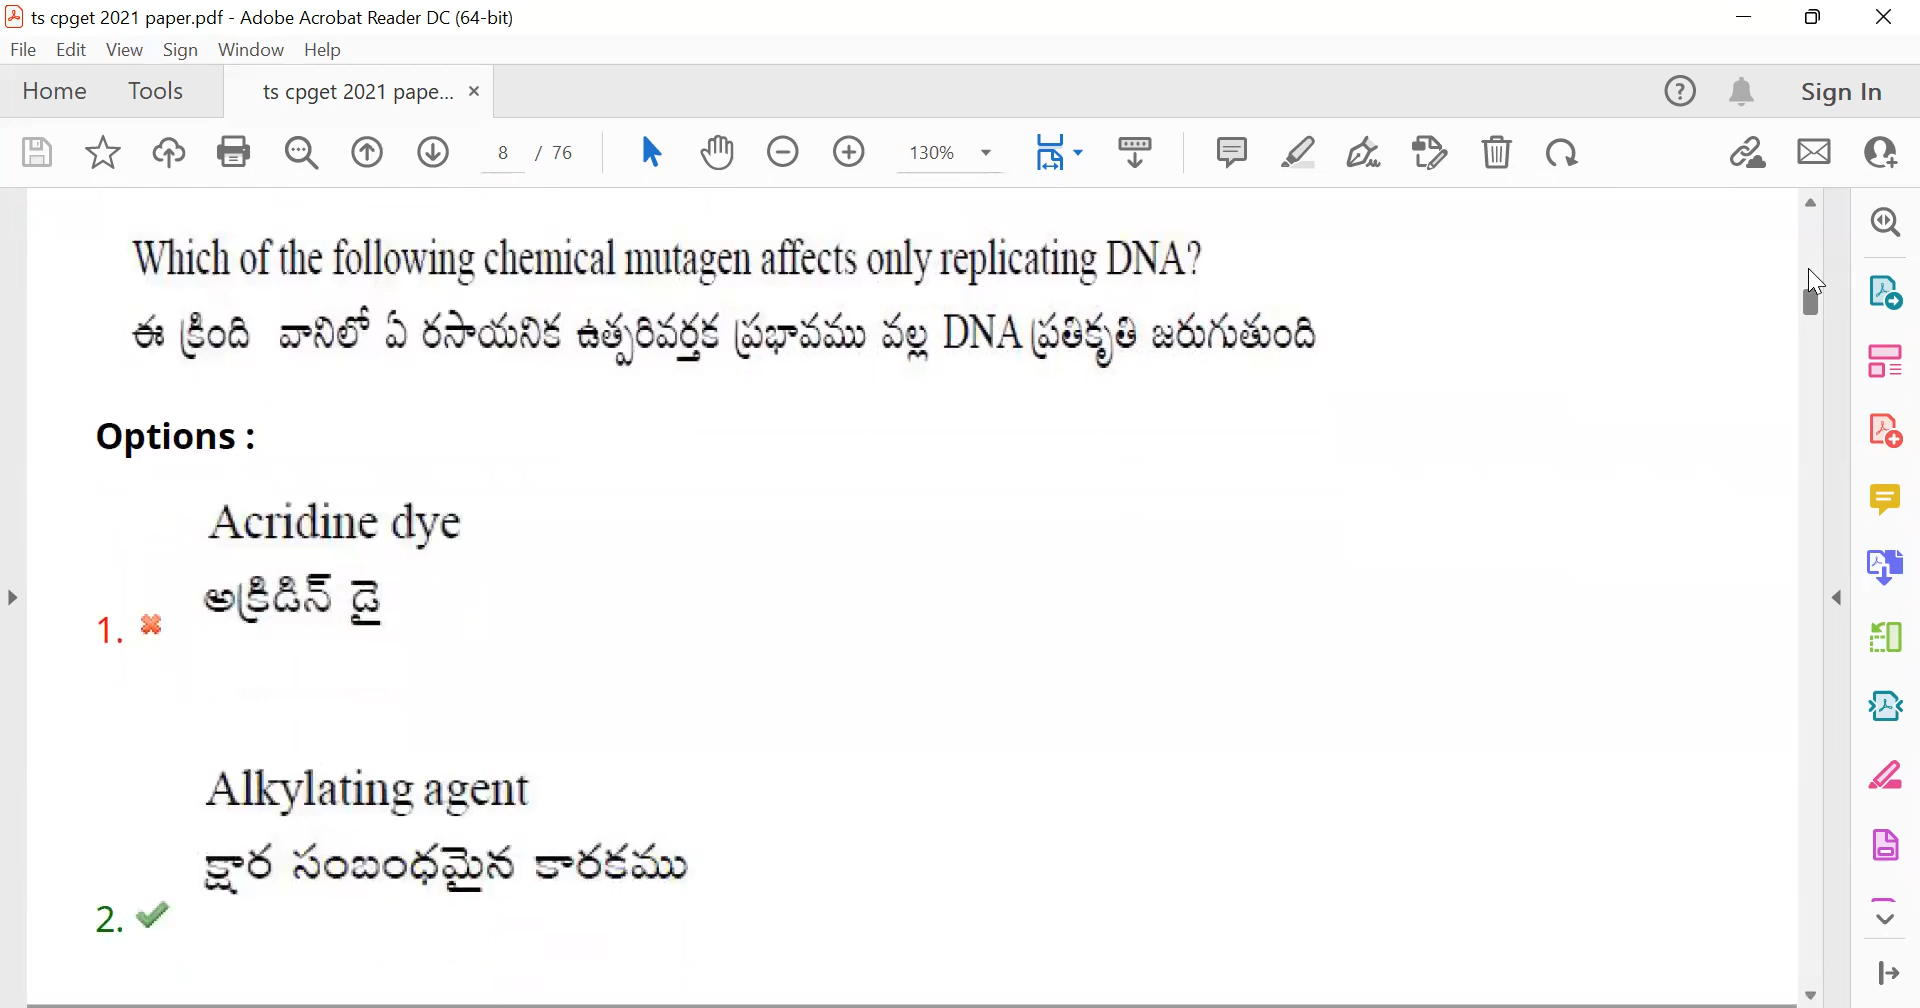 ts cpget 2021 paper.pdf - Adobe Acrobat Reader DC (64-bit)
File Edit View Sign Window Help
Home Tools ts cpget 2021 pape... × Sign In
8 / 76 130%
Which of the following chemical mutagen affects only replicating DNA?
ఈ క్రింది వానిలో ఏ రసాయనిక ఉత్పరివర్తక ప్రభావము వల్ల DNA ప్రతికృతి జరుగుతుంది
Options :
Acridine dye
అక్రిడిన్ డై
1.
Alkylating agent
క్షార సంబంధమైన కారకము
2.